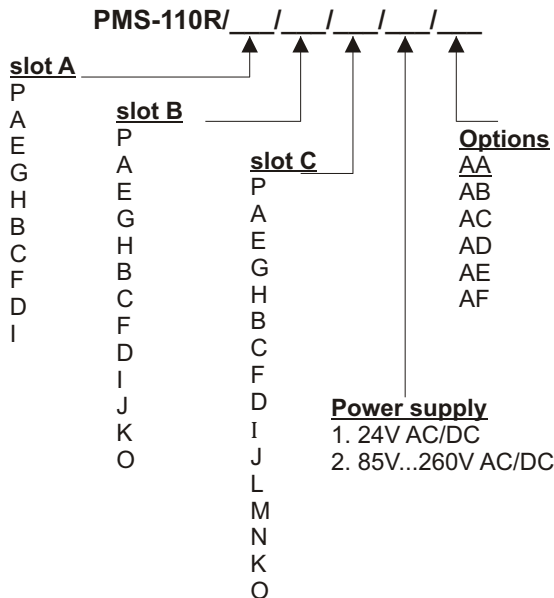 PMS-110R/___/___/___/___/___
slot A
P
A
E
G
H
B
C
F
D
I
slot B
P
A
E
G
H
B
C
F
D
I
J
K
O
slot C
P
A
E
G
H
B
C
F
D
I
J
L
M
N
K
O
Power supply
1. 24V AC/DC
2. 85V...260V AC/DC
Options
AA
AB
AC
AD
AE
AF